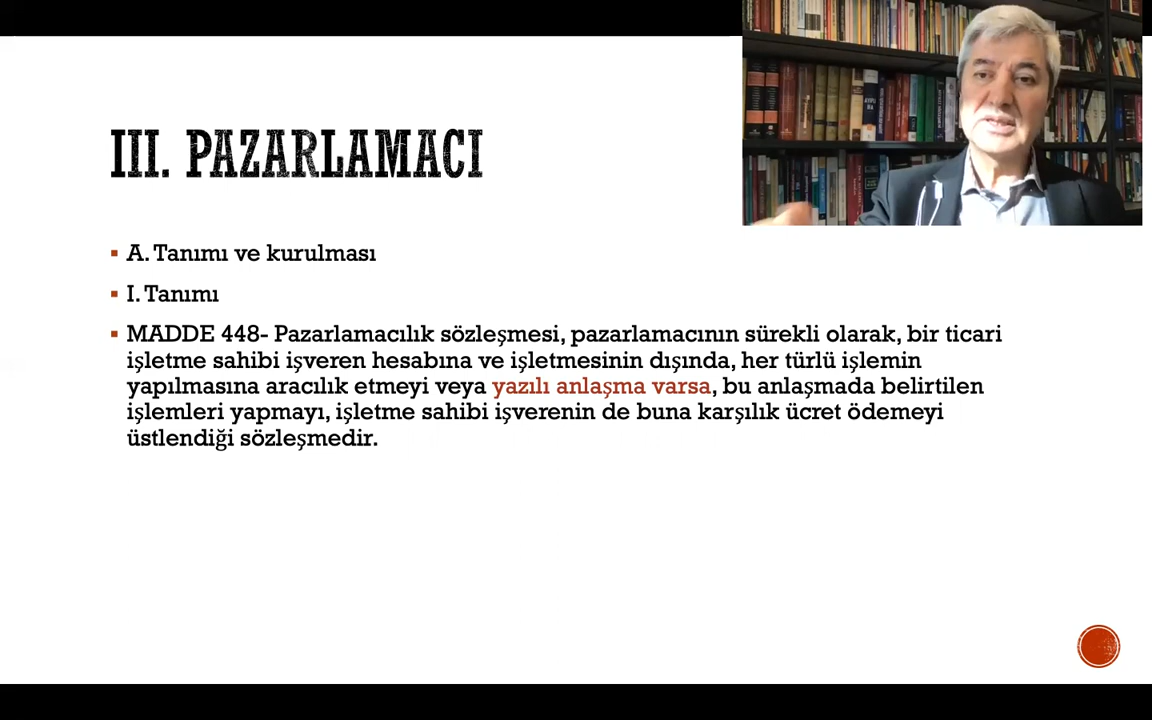 III. PAZARLAMACI
A. Tanımı ve kurulması
I. Tanımı
MADDE 448- Pazarlamacılık sözleşmesi, pazarlamacının sürekli olarak, bir ticari
işletme sahibi işveren hesabına ve işletmesinin dışında, her türlü işlemin
yapılmasına aracılık etmeyi veya yazılı anlaşma varsa, bu anlaşmada belirtilen
işlemleri yapmayı, işletme sahibi işverenin de buna karşılık ücret ödemeyi
üstlendiği sözleşmedir.